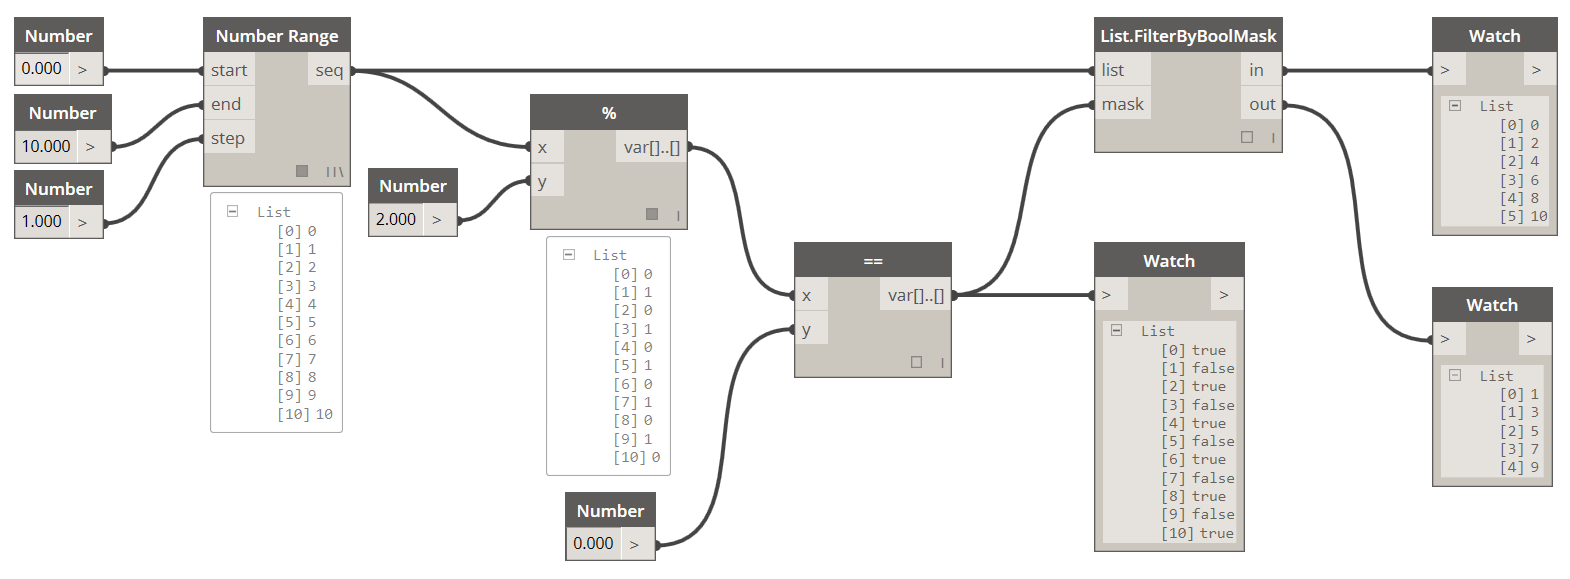 Number
0.000 >
Number
10.000 >
Number
1.000 >
Number Range
start seq
end
step
List
[0] 0
[1] 1
[2] 2
[3] 3
[4] 4
[5] 5
[6] 6
[7] 7
[8] 8
[9] 9
[10] 10
Number
2.000 >
%
x var[]..[]
y
List
[0] 0
[1] 1
[2] 0
[3] 1
[4] 0
[5] 1
[6] 0
[7] 1
[8] 0
[9] 1
[10] 0
Number
0.000 >
==
x var[]..[]
y
List.FilterByBoolMask
list in
mask out
Watch
> >
List
[0] true
[1] false
[2] true
[3] false
[4] true
[5] false
[6] true
[7] false
[8] true
[9] false
[10] true
Watch
> >
List
[0] 0
[1] 2
[2] 4
[3] 6
[4] 8
[5] 10
Watch
> >
List
[0] 1
[1] 3
[2] 5
[3] 7
[4] 9